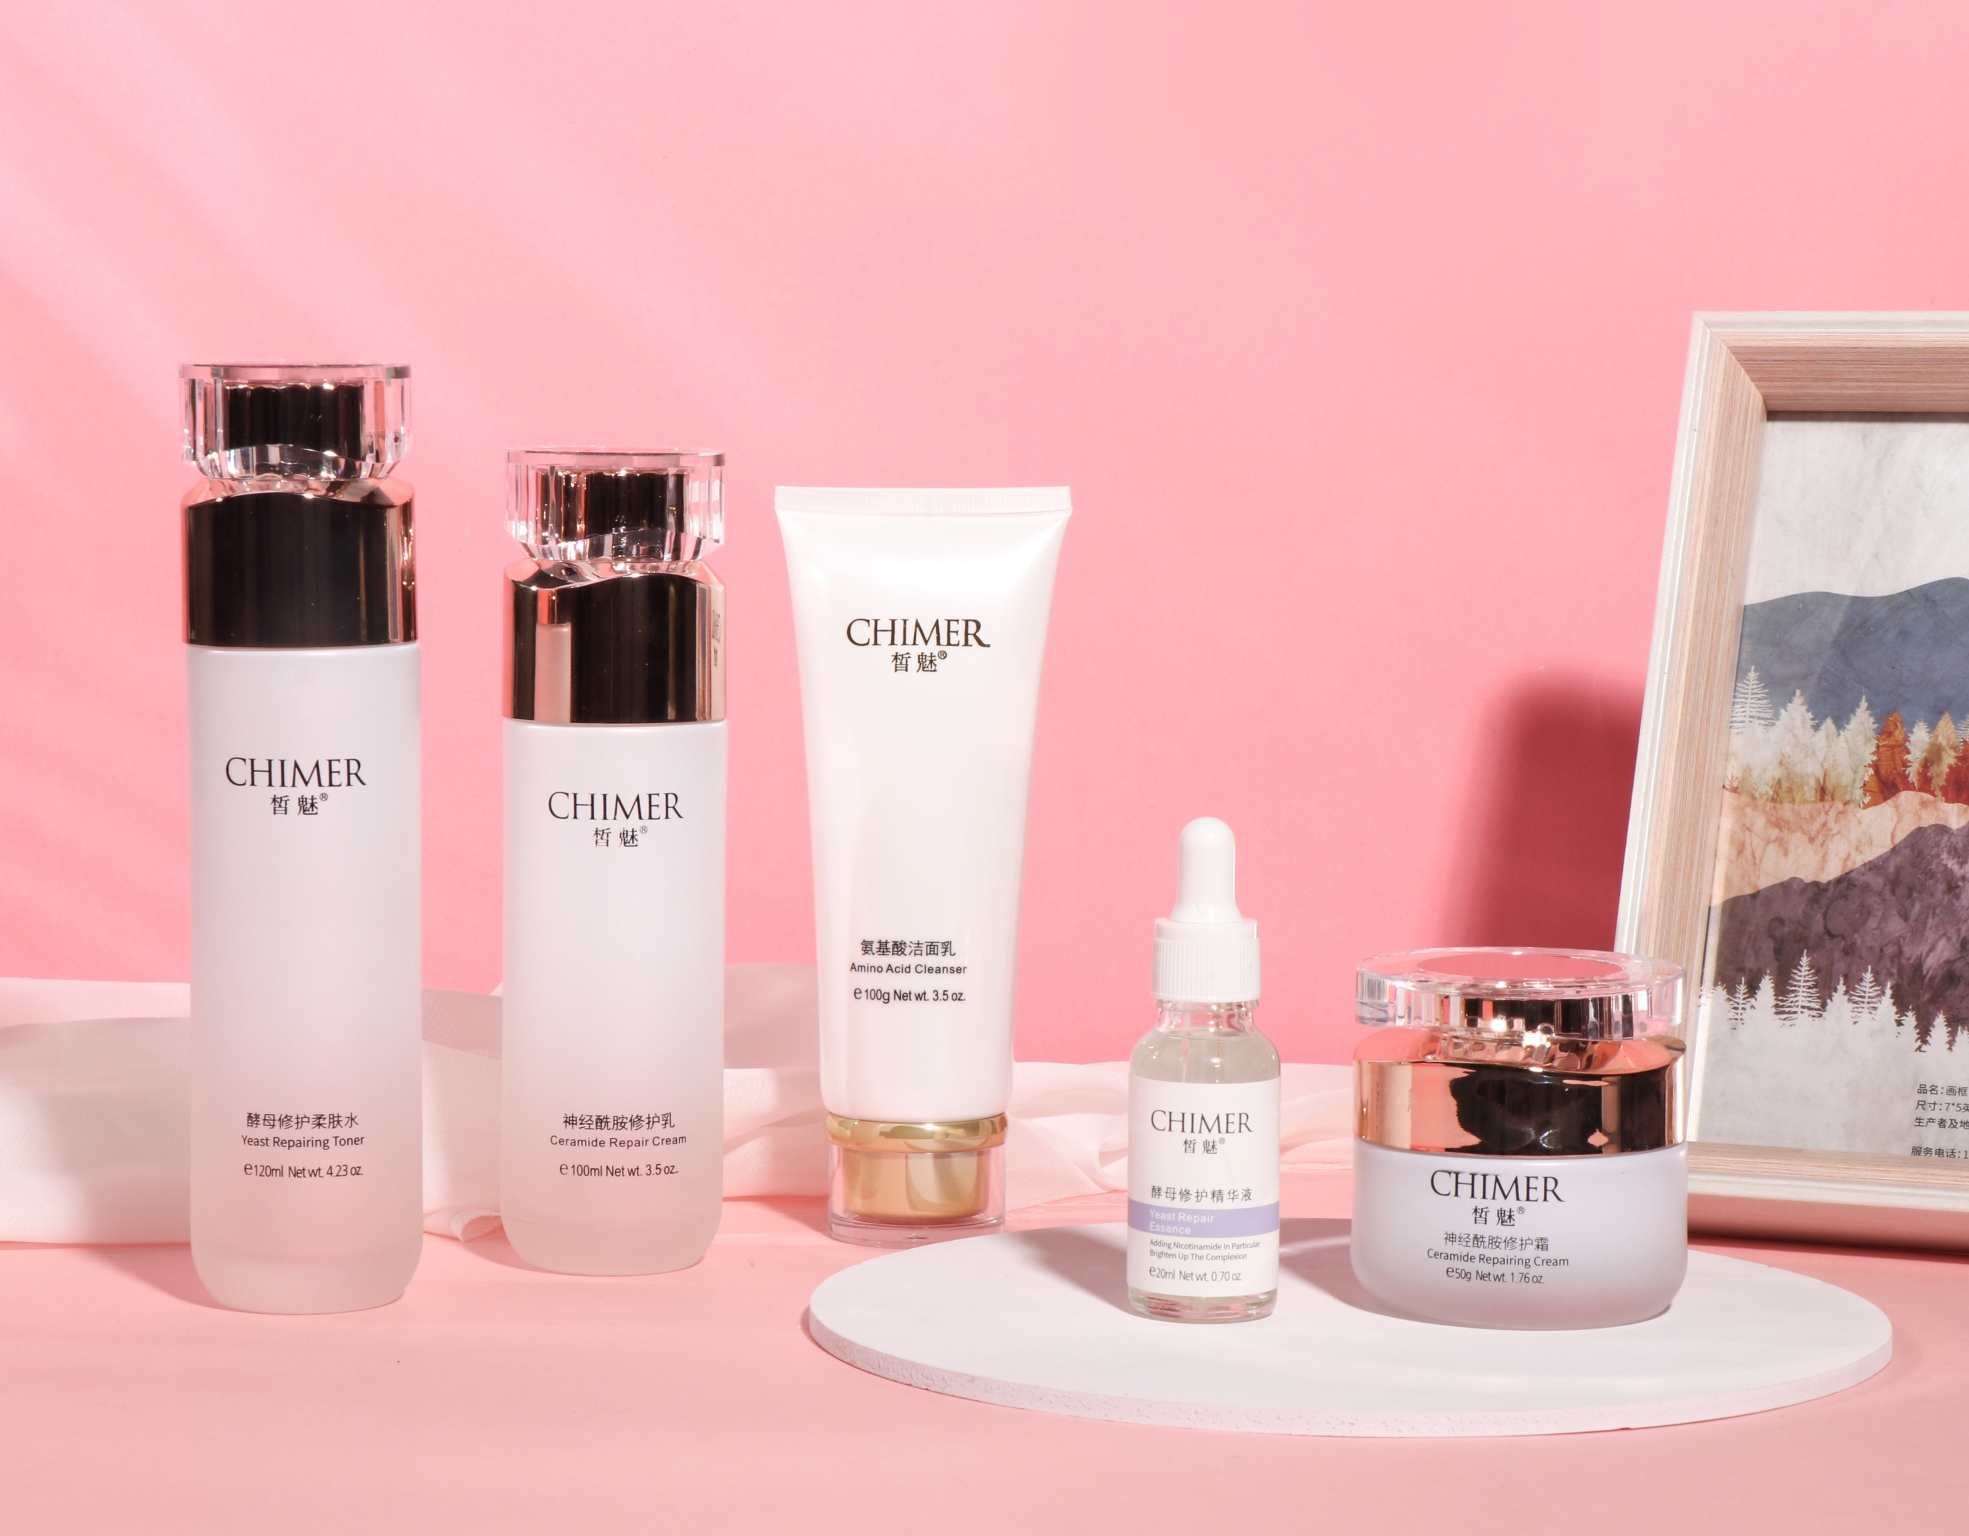 CHIMER
皙魅®
酵母修护柔肤水
Yeast Repairing Toner
℮120ml Net wt. 4.23 oz.
CHIMER
皙魅®
神经酰胺修护乳
Ceramide Repair Cream
℮100ml Net wt. 3.5 oz.
CHIMER
皙魅®
氨基酸洁面乳
Amino Acid Cleanser
℮100g Net wt. 3.5 oz.
CHIMER
皙魅®
酵母修护精华液
Yeast Repair
Essence
Adding Nicotinamide In Particular
Brighten Up The Complexion
℮20ml Net wt. 0.70 oz.
CHIMER
皙魅®
神经酰胺修护霜
Ceramide Repairing Cream
℮50g Net wt. 1.76 oz.
品名:画框
尺寸:7*5英
生产者及地
服务电话:1